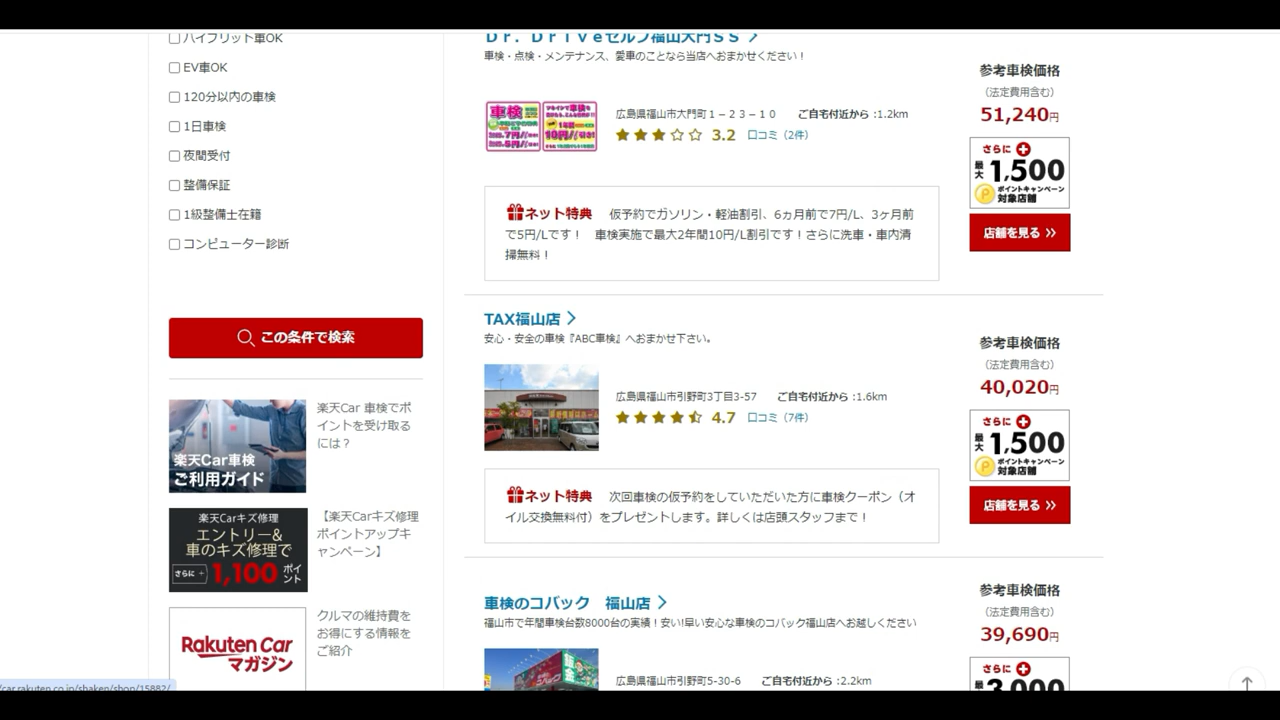 ハイブリット車OK
EV車OK
120分以内の車検
1日車検
夜間受付
整備保証
1級整備士在籍
コンピューター診断
この条件で検索
楽天Car車検
ご利用ガイド
楽天Car 車検でポ
イントを受け取る
には？
楽天Carキズ修理
エントリー&
車のキズ修理で
さらに+ 1,100 ポイント
【楽天Carキズ修理
ポイントアップキ
ャンペーン】
Rakuten Car
マガジン
クルマの維持費を
お得にする情報を
ご紹介
Dr. Driveセルフ福山大門SS
車検・点検・メンテナンス、愛車のことなら当店へおまかせください！
車検
広島県福山市大門町１－２３－１０ ご自宅付近から :1.2km
★★★☆☆ 3.2 口コミ（2件）
ネット特典 仮予約でガソリン・軽油割引、6ヵ月前で7円/L、3ヶ月前
で5円/Lです！ 車検実施で最大2年間10円/L割引です！さらに洗車・車内清
掃無料！
参考車検価格
（法定費用含む）
51,240円
さらに
最大 1,500
ポイントキャンペーン
対象店舗
店舗を見る
TAX福山店
安心・安全の車検『ABC車検』へおまかせ下さい。
広島県福山市引野町3丁目3-57 ご自宅付近から :1.6km
4.7 口コミ（7件）
ネット特典 次回車検の仮予約をしていただいた方に車検クーポン（オ
イル交換無料付）をプレゼントします。詳しくは店頭スタッフまで！
参考車検価格
（法定費用含む）
40,020円
さらに
最大 1,500
ポイントキャンペーン
対象店舗
店舗を見る
車検のコバック 福山店
福山市で年間車検台数8000台の実績！安い!早い安心な車検のコバック福山店へお越しください
広島県福山市引野町5-30-6 ご自宅付近から :2.2km
参考車検価格
（法定費用含む）
39,690円
さらに
最 3,000
/car.rakuten.co.jp/shaken/shop/15882/